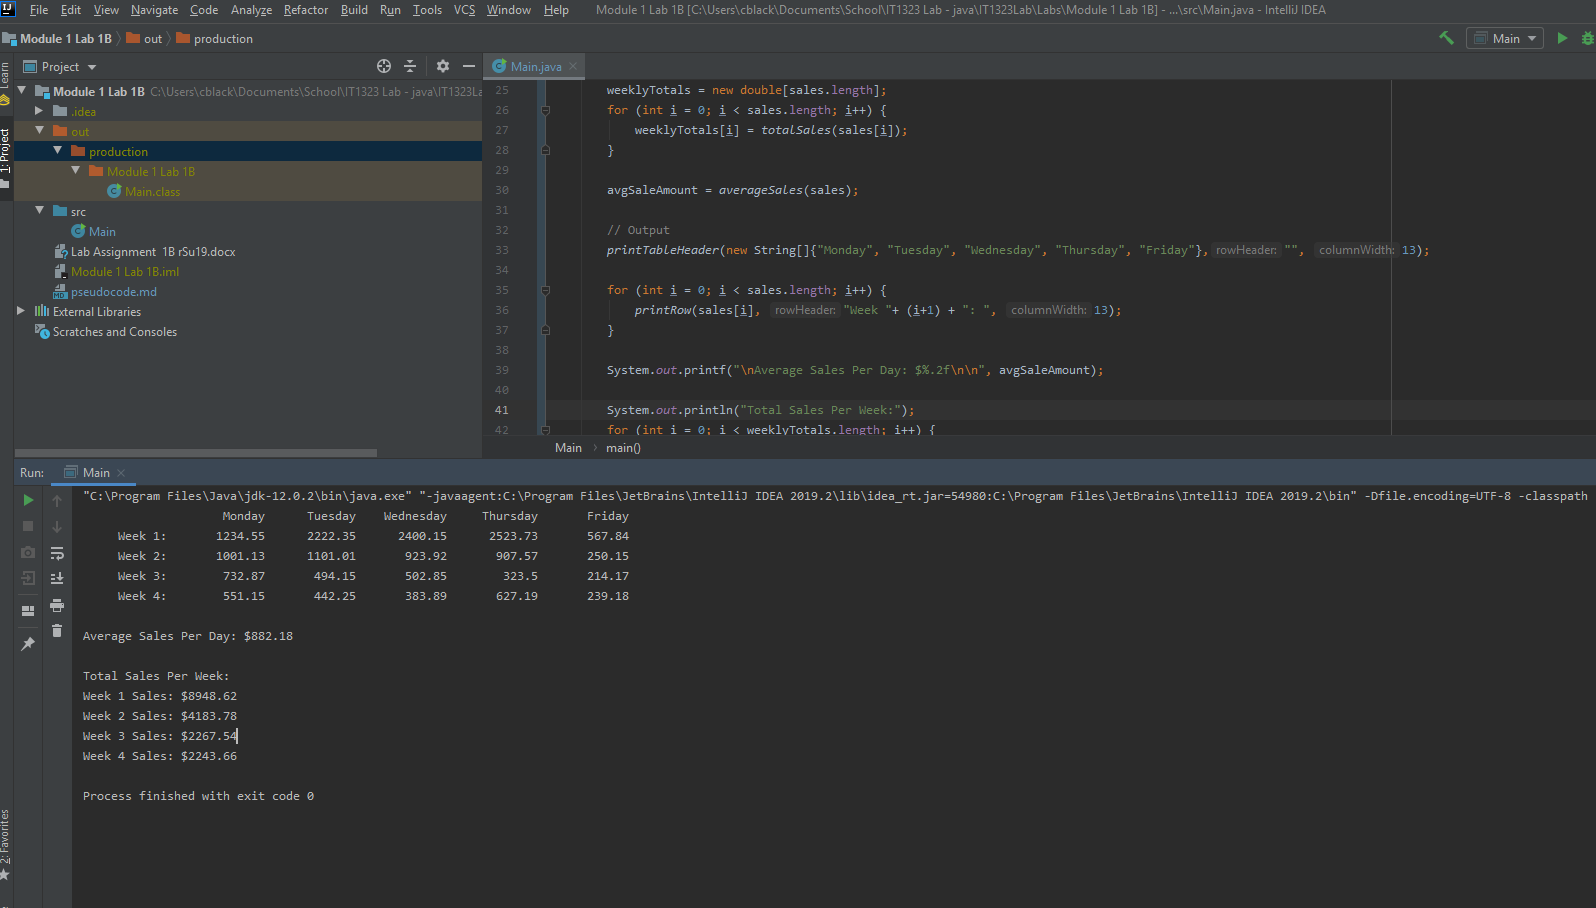 File Edit View Navigate Code Analyze Refactor Build Run Tools VCS Window Help Module 1 Lab 1B [C:\Users\cblack\Documents\School\IT1323 Lab - java\IT1323Lab\Labs\Module 1 Lab 1B] - ...\src\Main.java - IntelliJ IDEA
Module 1 Lab 1B out production Main
Learn
1: Project
Project
Module 1 Lab 1B C:\Users\cblack\Documents\School\IT1323 Lab - java\IT1323La
.idea
out
production
Module 1 Lab 1B
Main.class
src
Main
Lab Assignment 1B rSu19.docx
Module 1 Lab 1B.iml
pseudocode.md
External Libraries
Scratches and Consoles
Main.java
25 weeklyTotals = new double[sales.length];
26 for (int i = 0; i < sales.length; i++) {
27 weeklyTotals[i] = totalSales(sales[i]);
28 }
29
30 avgSaleAmount = averageSales(sales);
31
32 // Output
33 printTableHeader(new String[]{"Monday", "Tuesday", "Wednesday", "Thursday", "Friday"}, rowHeader: "", columnWidth: 13);
34
35 for (int i = 0; i < sales.length; i++) {
36 printRow(sales[i], rowHeader: "Week "+ (i+1) + ": ", columnWidth: 13);
37 }
38
39 System.out.printf("\nAverage Sales Per Day: $%.2f\n\n", avgSaleAmount);
40
41 System.out.println("Total Sales Per Week:");
42 for (int i = 0; i < weeklyTotals.length; i++) {
Main main()
Run: Main
"C:\Program Files\Java\jdk-12.0.2\bin\java.exe" "-javaagent:C:\Program Files\JetBrains\IntelliJ IDEA 2019.2\lib\idea_rt.jar=54980:C:\Program Files\JetBrains\IntelliJ IDEA 2019.2\bin" -Dfile.encoding=UTF-8 -classpath
Monday Tuesday Wednesday Thursday Friday
Week 1: 1234.55 2222.35 2400.15 2523.73 567.84
Week 2: 1001.13 1101.01 923.92 907.57 250.15
Week 3: 732.87 494.15 502.85 323.5 214.17
Week 4: 551.15 442.25 383.89 627.19 239.18
Average Sales Per Day: $882.18
Total Sales Per Week:
Week 1 Sales: $8948.62
Week 2 Sales: $4183.78
Week 3 Sales: $2267.54
Week 4 Sales: $2243.66
Process finished with exit code 0
2: Favorites